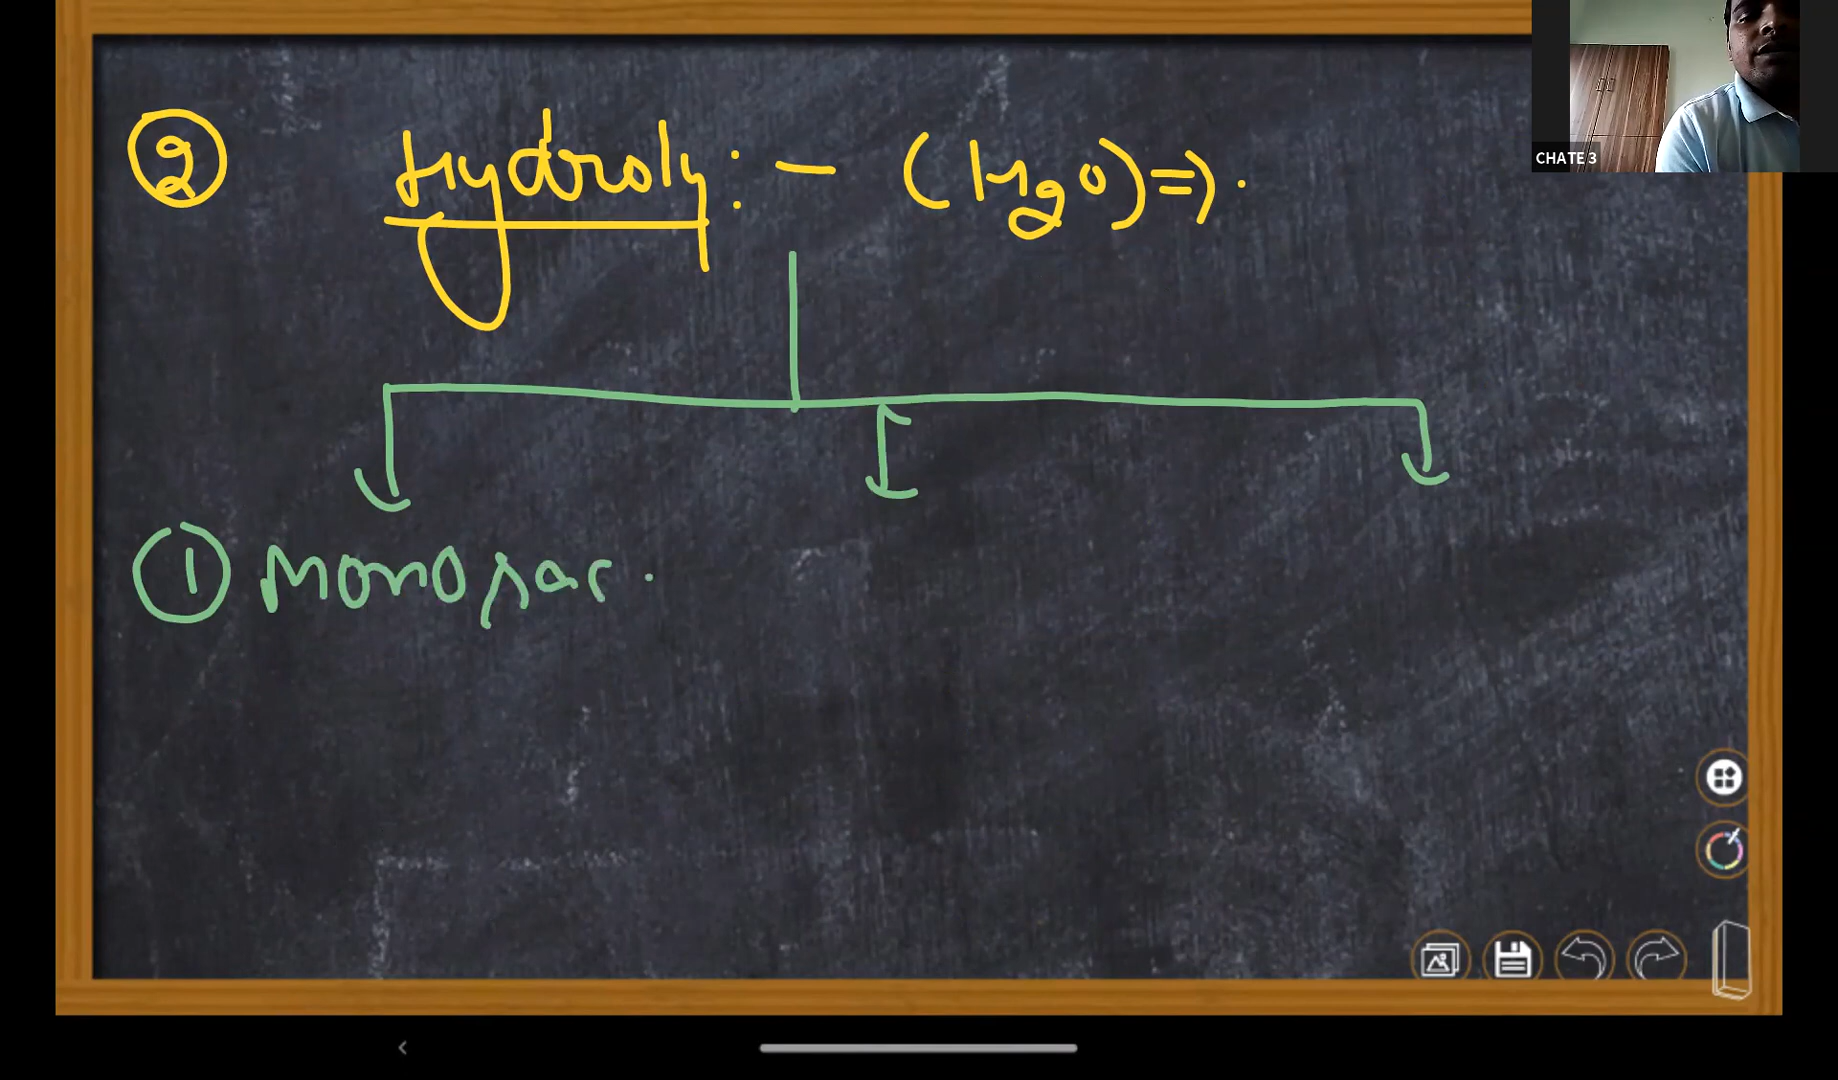 ② Hydroly :- (H2O) ⇒ .
CHATE 3
① Monosac .